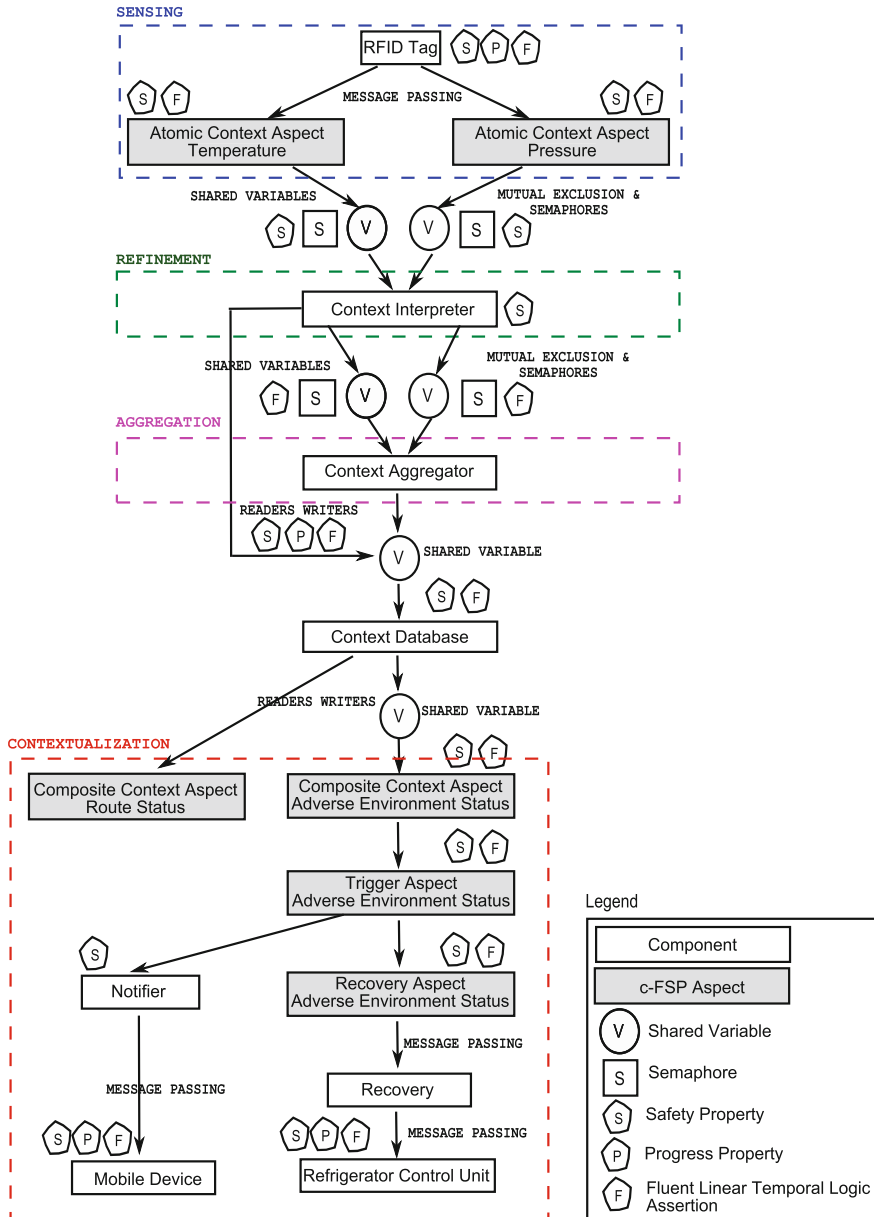 SENSING
RFID Tag
S P F
MESSAGE PASSING
S F
S F
Atomic Context Aspect
Temperature
Atomic Context Aspect
Pressure
SHARED VARIABLES
MUTUAL EXCLUSION &
SEMAPHORES
S S V V S S
REFINEMENT
Context Interpreter
S
SHARED VARIABLES
MUTUAL EXCLUSION &
SEMAPHORES
F S V V S F
AGGREGATION
Context Aggregator
READERS WRITERS
S P F
V
SHARED VARIABLE
S F
Context Database
READERS WRITERS
V
SHARED VARIABLE
CONTEXTUALIZATION
S F
Composite Context Aspect
Route Status
Composite Context Aspect
Adverse Environment Status
S F
Trigger Aspect
Adverse Environment Status
S
S F
Notifier
Recovery Aspect
Adverse Environment Status
MESSAGE PASSING
MESSAGE PASSING
Recovery
S P F
S P F
MESSAGE PASSING
Mobile Device
Refrigerator Control Unit
Legend
Component
c-FSP Aspect
V Shared Variable
S Semaphore
S Safety Property
P Progress Property
F Fluent Linear Temporal Logic
Assertion